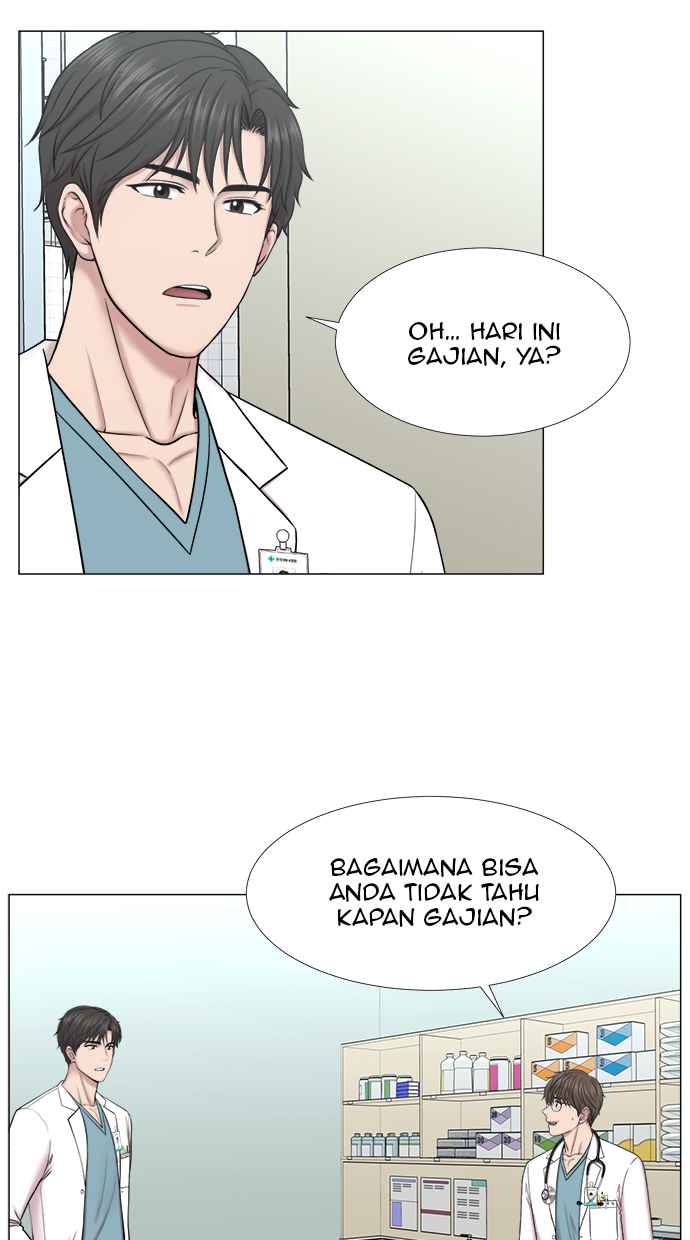 OH... HARI INI
GAJIAN, YA?
BAGAIMANA BISA
ANDA TIDAK TAHU
KAPAN GAJIAN?